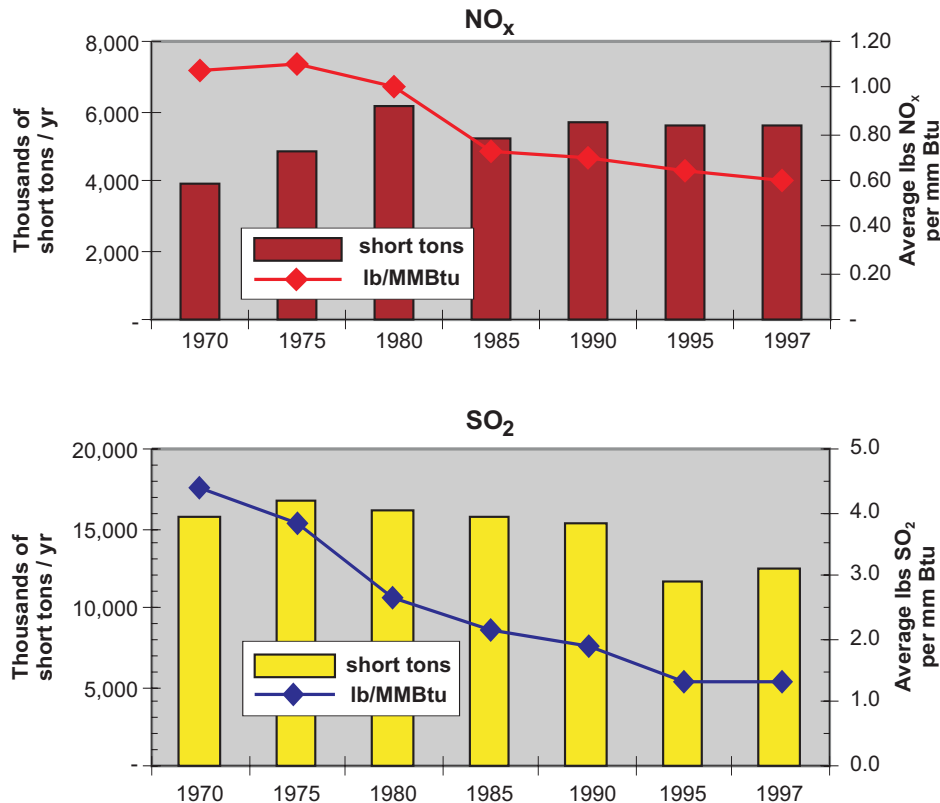 NOx
8,000
6,000
4,000
2,000
-
Thousands of
short tons / yr
1.20
1.00
0.80
0.60
0.40
0.20
-
Average lbs NOx
per mm Btu
short tons
lb/MMBtu
1970 1975 1980 1985 1990 1995 1997
SO2
20,000
15,000
10,000
5,000
-
Thousands of
short tons / yr
5.0
4.0
3.0
2.0
1.0
0.0
Average lbs SO2
per mm Btu
short tons
lb/MMBtu
1970 1975 1980 1985 1990 1995 1997